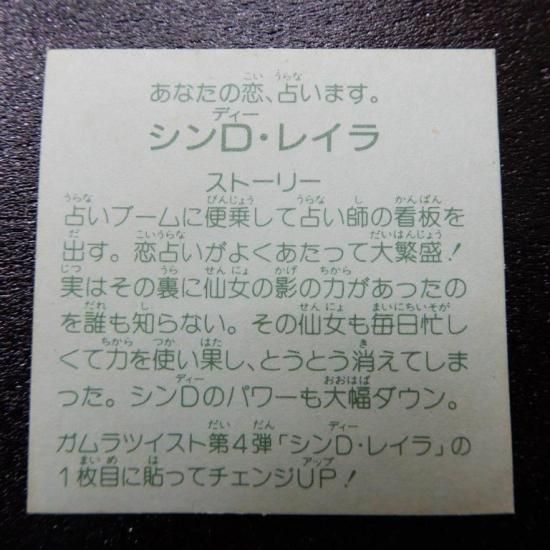 あなたの恋、占います。
シンD・レイラ
ストーリー
占いブームに便乗して占い師の看板を
出す。恋占いがよくあたって大繁盛！
実はその裏に仙女の影の力があったの
を誰も知らない。その仙女も毎日忙し
くて力を使い果し、とうとう消えてしま
った。シンDのパワーも大幅ダウン。
ガムラツイスト第4弾「シンD・レイラ」の
1枚目に貼ってチェンジUP！